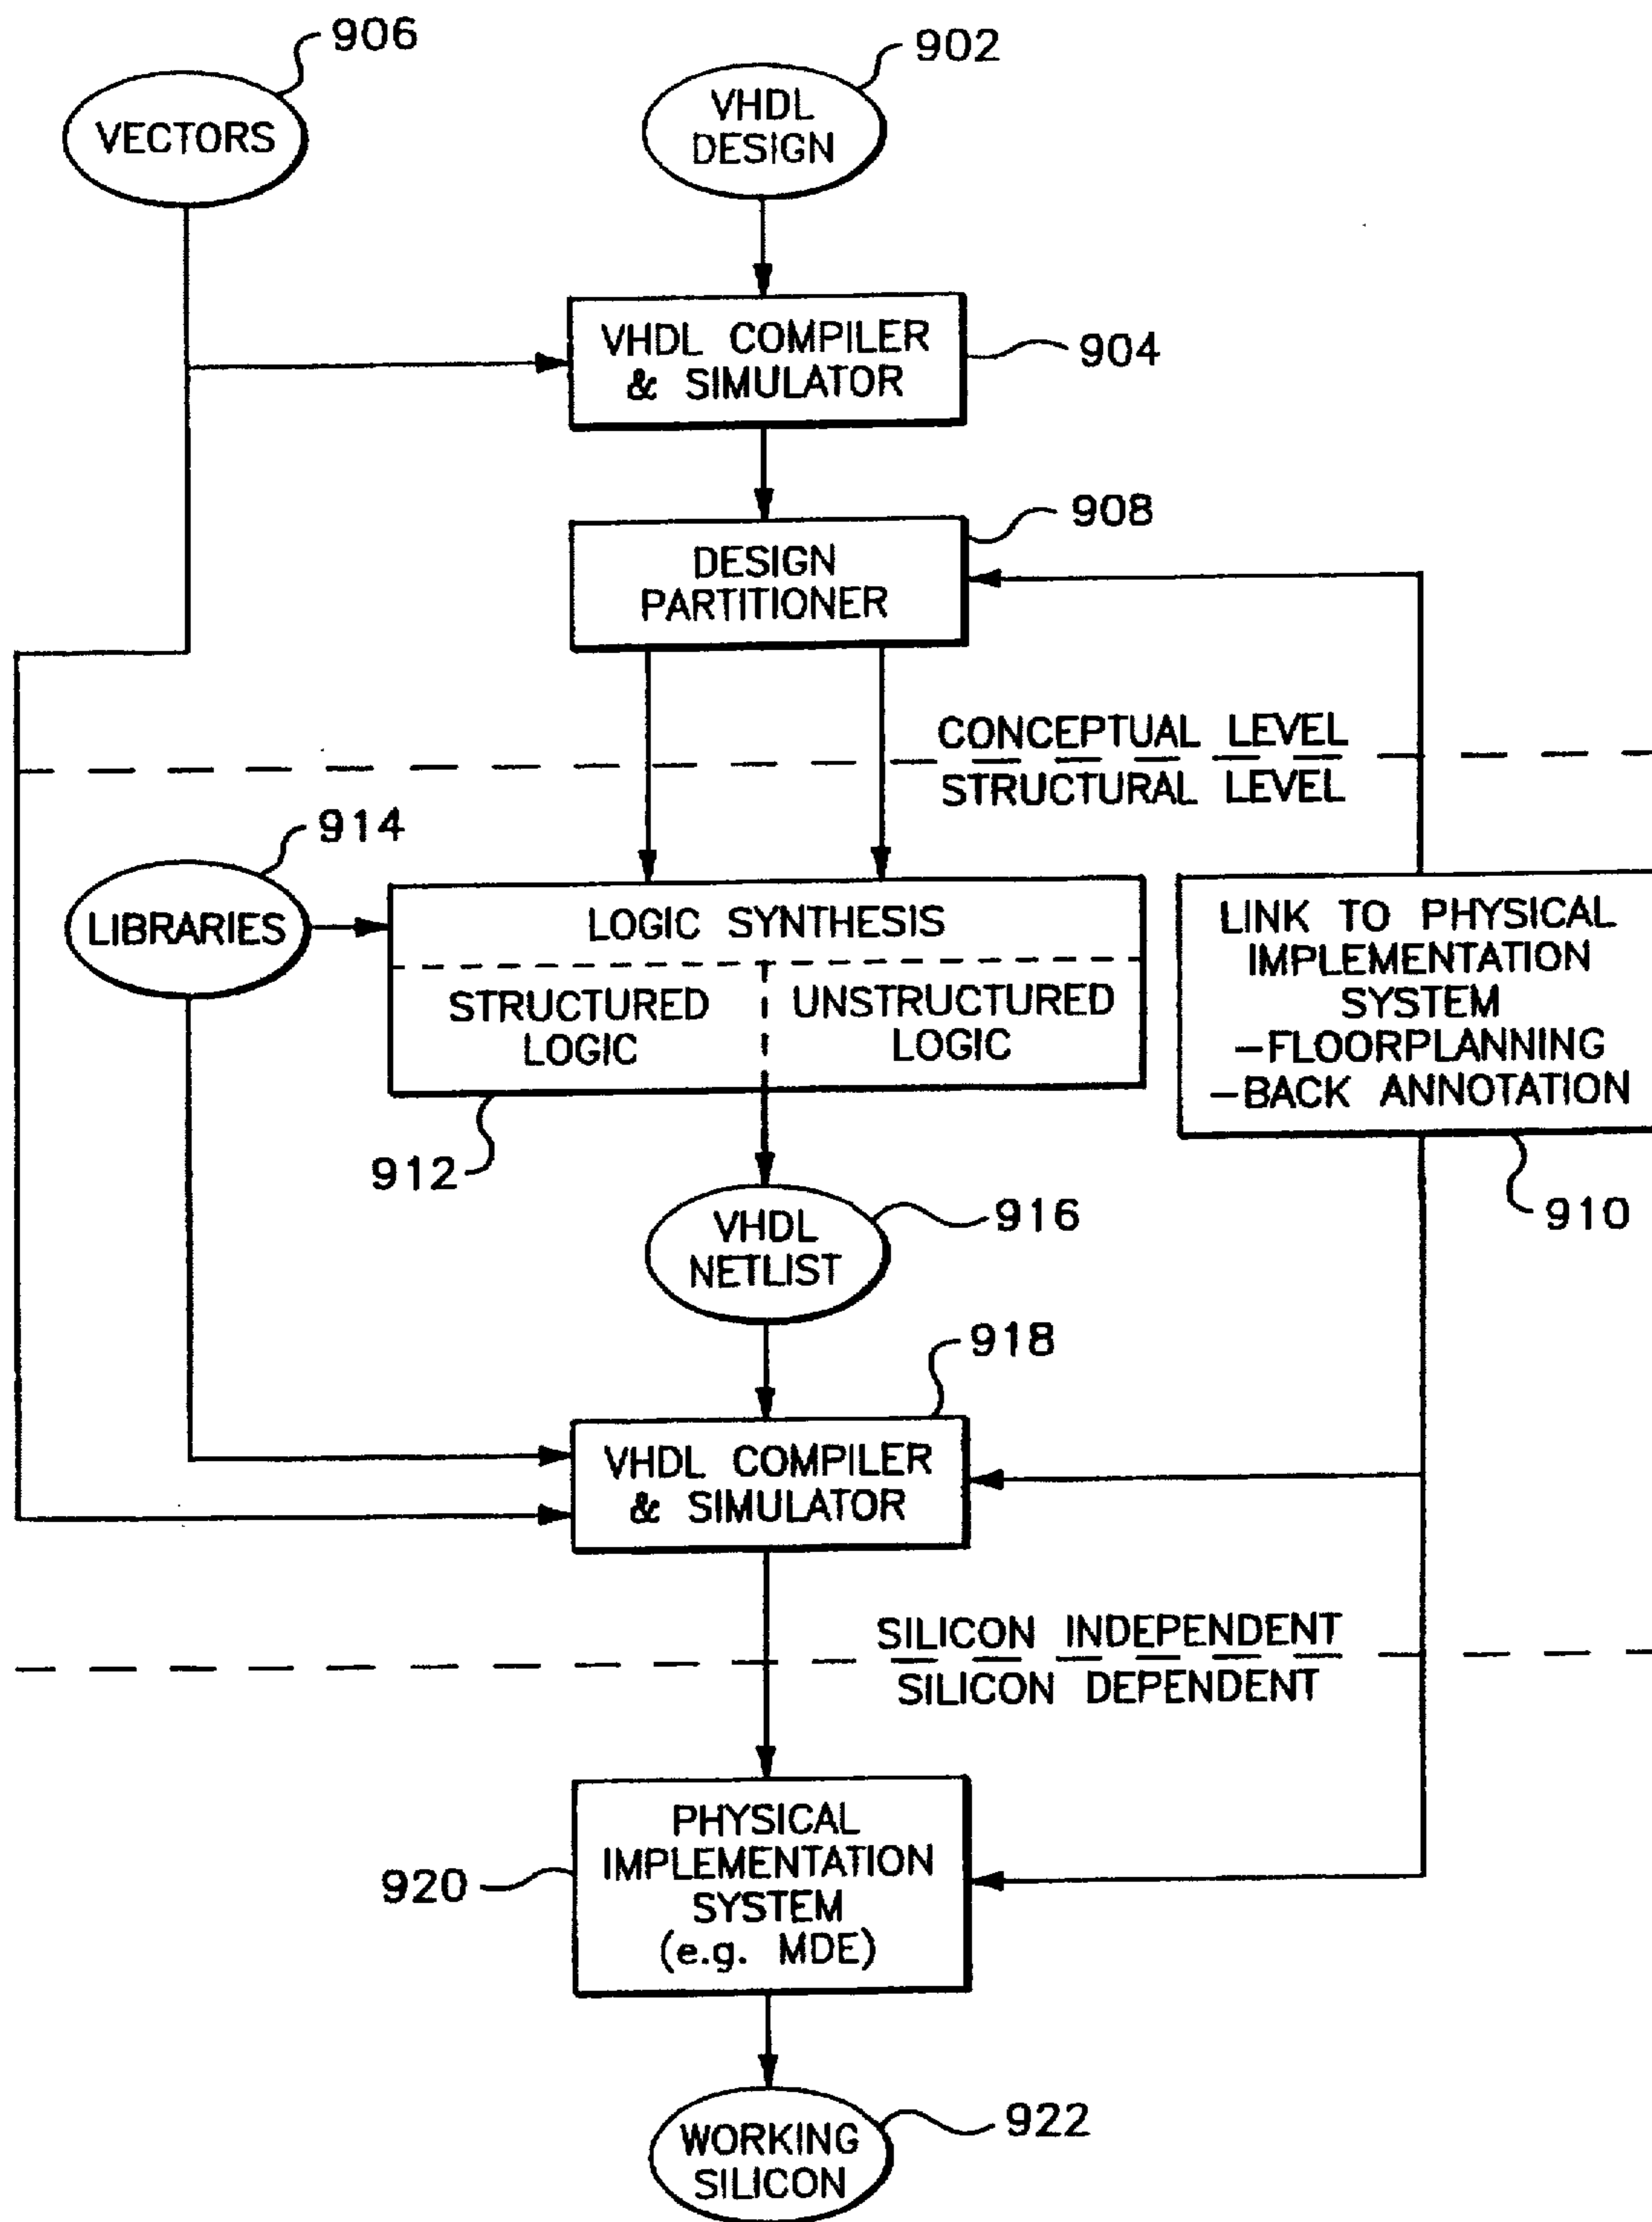 906
902
VECTORS
VHDL
DESIGN
VHDL COMPILER
& SIMULATOR
904
908
DESIGN
PARTITIONER
CONCEPTUAL LEVEL
STRUCTURAL LEVEL
914
LIBRARIES
LOGIC SYNTHESIS
STRUCTURED
LOGIC
UNSTRUCTURED
LOGIC
LINK TO PHYSICAL
IMPLEMENTATION
SYSTEM
-FLOORPLANNING
-BACK ANNOTATION
912
910
916
VHDL
NETLIST
918
VHDL COMPILER
& SIMULATOR
SILICON INDEPENDENT
SILICON DEPENDENT
PHYSICAL
IMPLEMENTATION
SYSTEM
(e.g. MDE)
920
922
WORKING
SILICON